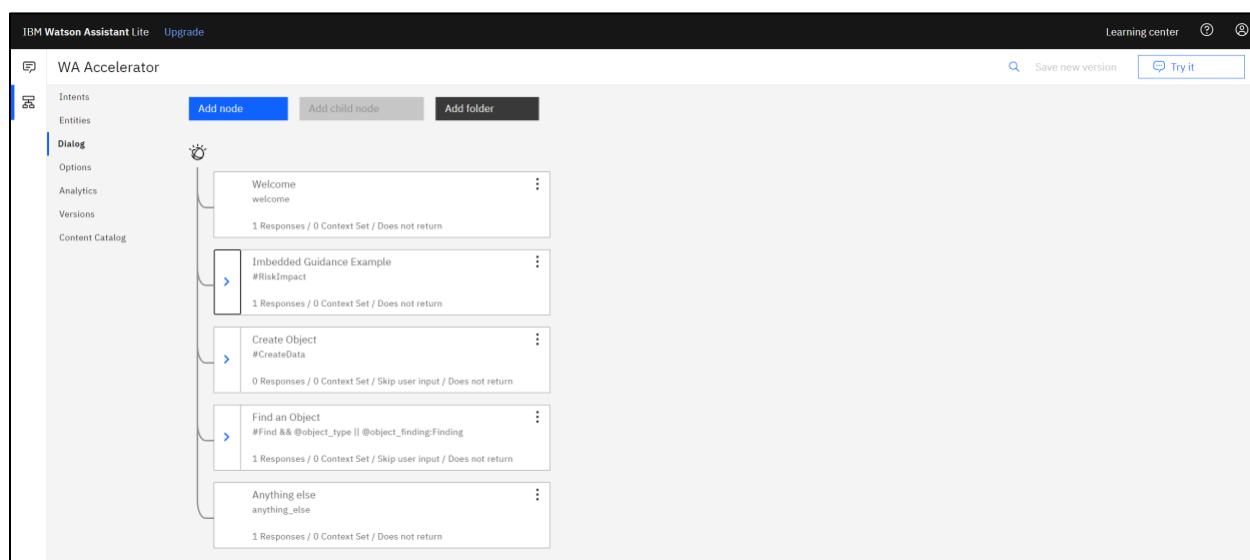 IBM Watson Assistant Lite Upgrade Learning center
WA Accelerator Save new version Try it
Intents
Entities
Dialog
Options
Analytics
Versions
Content Catalog
Add node Add child node Add folder
Welcome
welcome
1 Responses / 0 Context Set / Does not return
Imbedded Guidance Example
#RiskImpact
1 Responses / 0 Context Set / Does not return
Create Object
#CreateData
0 Responses / 0 Context Set / Skip user input / Does not return
Find an Object
#Find && @object_type || @object_finding:Finding
1 Responses / 0 Context Set / Skip user input / Does not return
Anything else
anything_else
1 Responses / 0 Context Set / Does not return